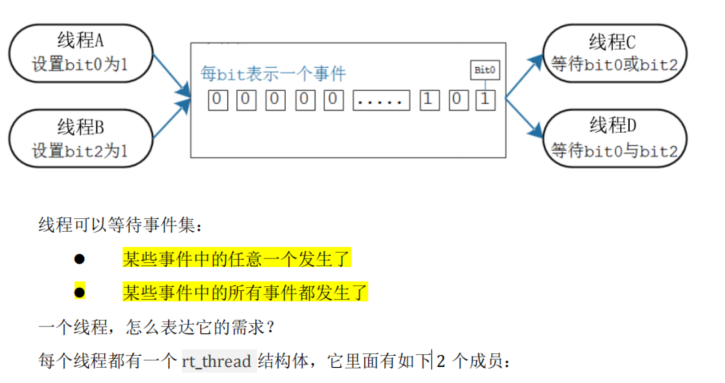 线程A
设置bit0为1
线程B
设置bit2为1
每bit表示一个事件
Bit0
0 0 0 0 0 ..... 1 0 1
线程C
等待bit0或bit2
线程D
等待bit0与bit2
线程可以等待事件集:
● 某些事件中的任意一个发生了
● 某些事件中的所有事件都发生了
一个线程，怎么表达它的需求？
每个线程都有一个 rt_thread 结构体，它里面有如下 2 个成员: